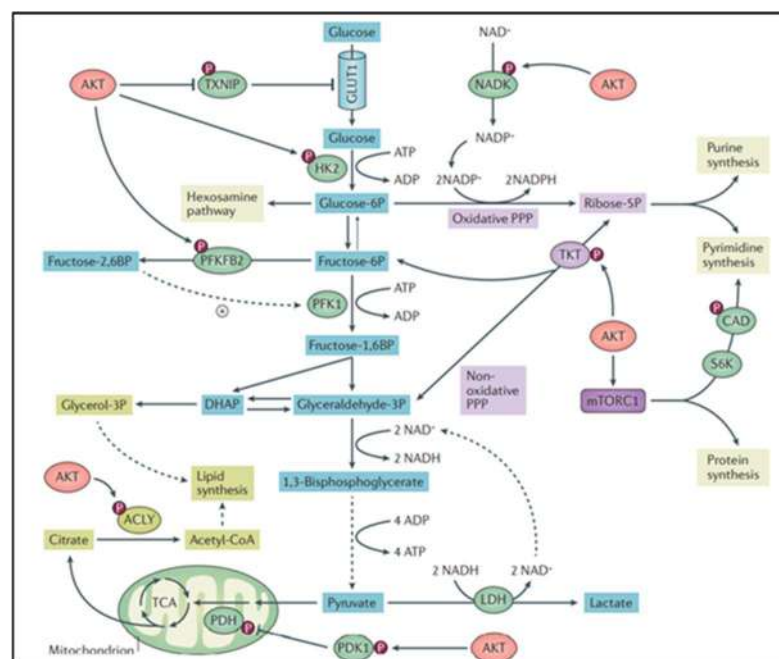 Glucose
NAD⁺
AKT
P
TXNIP
GLUT1
P
NADK
AKT
Glucose
ATP
P
HK2
ADP
NADP⁺
Purine
synthesis
2NADP⁺
2NADPH
Hexosamine
pathway
Glucose-6P
Oxidative PPP
Ribose-5P
P
Fructose-2,6BP
PFKFB2
Fructose-6P
TKT
P
Pyrimidine
synthesis
+
PFK1
ATP
ADP
P
CAD
AKT
Fructose-1,6BP
S6K
Non-
oxidative
PPP
Glycerol-3P
DHAP
Glyceraldehyde-3P
mTORC1
2 NAD⁺
2 NADH
AKT
Lipid
synthesis
1,3-Bisphosphoglycerate
Protein
synthesis
P
ACLY
4 ADP
Citrate
Acetyl-CoA
4 ATP
2 NADH
2 NAD⁺
TCA
Pyruvate
LDH
Lactate
PDH
P
Mitochondrion
PDK1
P
AKT